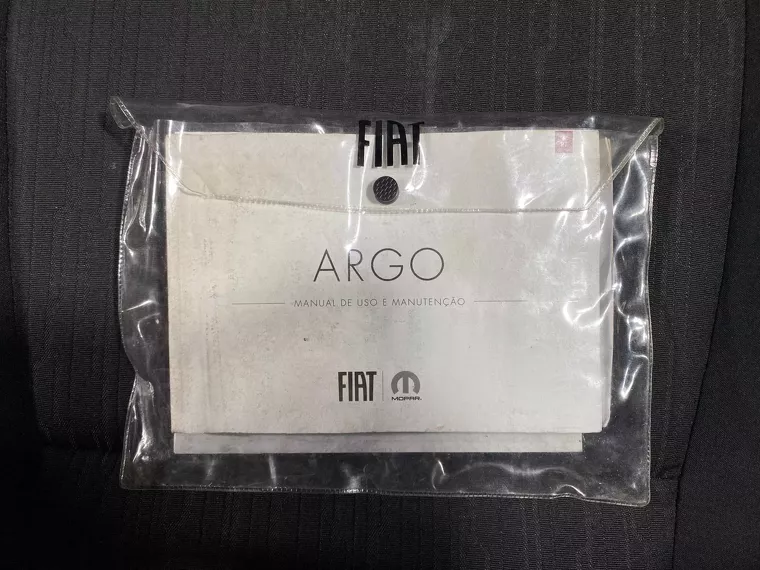 FIAT
ARGO
MANUAL DE USO E MANUTENÇÃO
FIAT
MOPAR